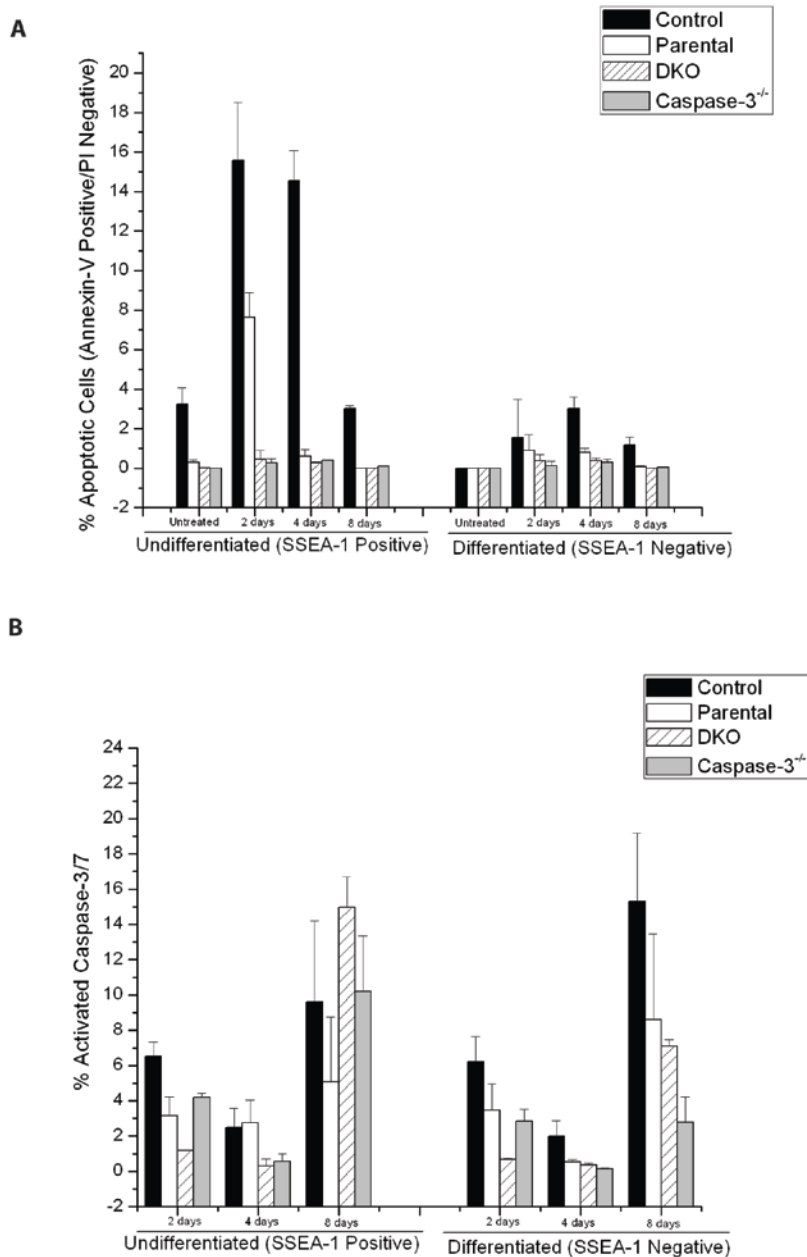 A
Control
Parental
DKO
Caspase-3-/-
% Apoptotic Cells (Annexin-V Positive/PI Negative)
20
18
16
14
12
10
8
6
4
2
0
-2
Untreated 2 days 4 days 8 days Untreated 2 days 4 days 8 days
Undifferentiated (SSEA-1 Positive) Differentiated (SSEA-1 Negative)
B
Control
Parental
DKO
Caspase-3-/-
% Activated Caspase-3/7
24
22
20
18
16
14
12
10
8
6
4
2
0
-2
2 days 4 days 8 days 2 days 4 days 8 days
Undifferentiated (SSEA-1 Positive) Differentiated (SSEA-1 Negative)